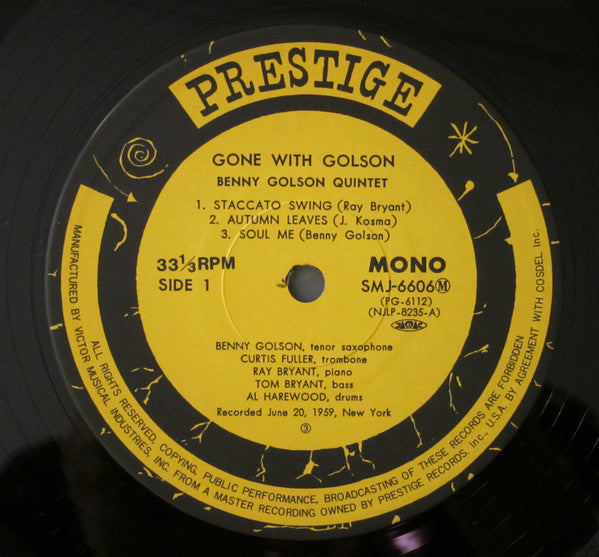 PRESTIGE
GONE WITH GOLSON
BENNY GOLSON QUINTET
1. STACCATO SWING (Ray Bryant)
2. AUTUMN LEAVES (J. Kosma)
3. SOUL ME (Benny Golson)
33⅓RPM
SIDE 1
MONO
SMJ-6606Ⓜ
(PG-6112)
(NJLP-8235-A)
JASRAC
BENNY GOLSON, tenor saxophone
CURTIS FULLER, trombone
RAY BRYANT, piano
TOM BRYANT, bass
AL HAREWOOD, drums
Recorded June 20, 1959, New York
③
ALL RIGHTS RESERVED, COPYING, PUBLIC PERFORMANCE, BROADCASTING OF THESE RECORDS ARE FORBIDDEN
MANUFACTURED BY VICTOR MUSICAL INDUSTRIES, INC. FROM A MASTER RECORDING OWNED BY PRESTIGE RECORDS, Inc., U.S.A. BY AGREEMENT WITH COSDEL Inc.